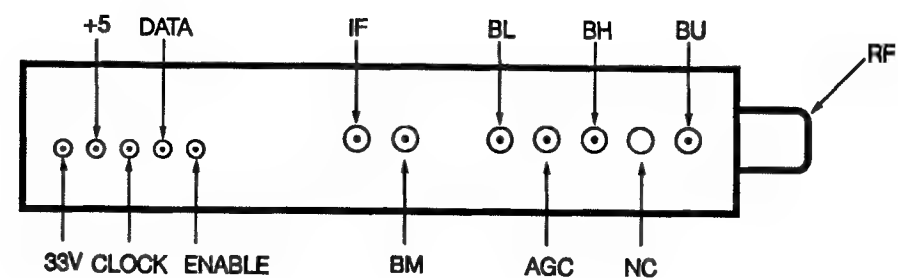 +5 DATA IF BL BH BU
RF
33V CLOCK ENABLE BM AGC NC